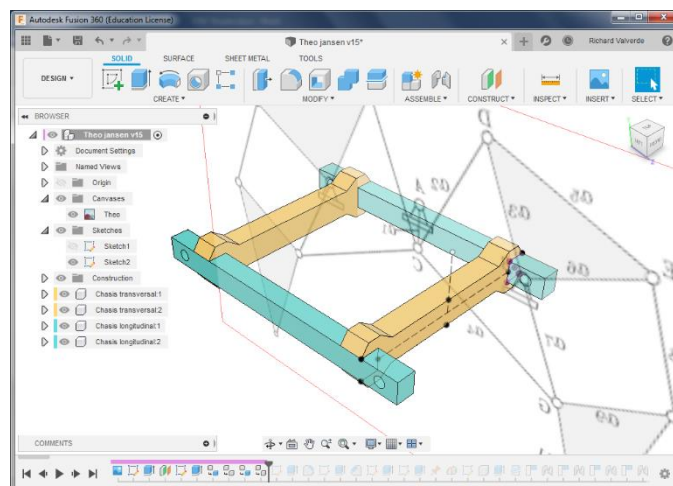 Autodesk Fusion 360 (Education License)
Theo jansen v15*
Richard Valverde
SOLID SURFACE SHEET METAL TOOLS
DESIGN
CREATE MODIFY ASSEMBLE CONSTRUCT INSPECT INSERT SELECT
BROWSER
Theo jansen v15
Document Settings
Named Views
Origin
Canvases
Theo
Sketches
Sketch1
Sketch2
Construction
Chasis transversal:1
Chasis transversal:2
Chasis longitudinal:1
Chasis longitudinal:2
D
A
C
G
COMMENTS